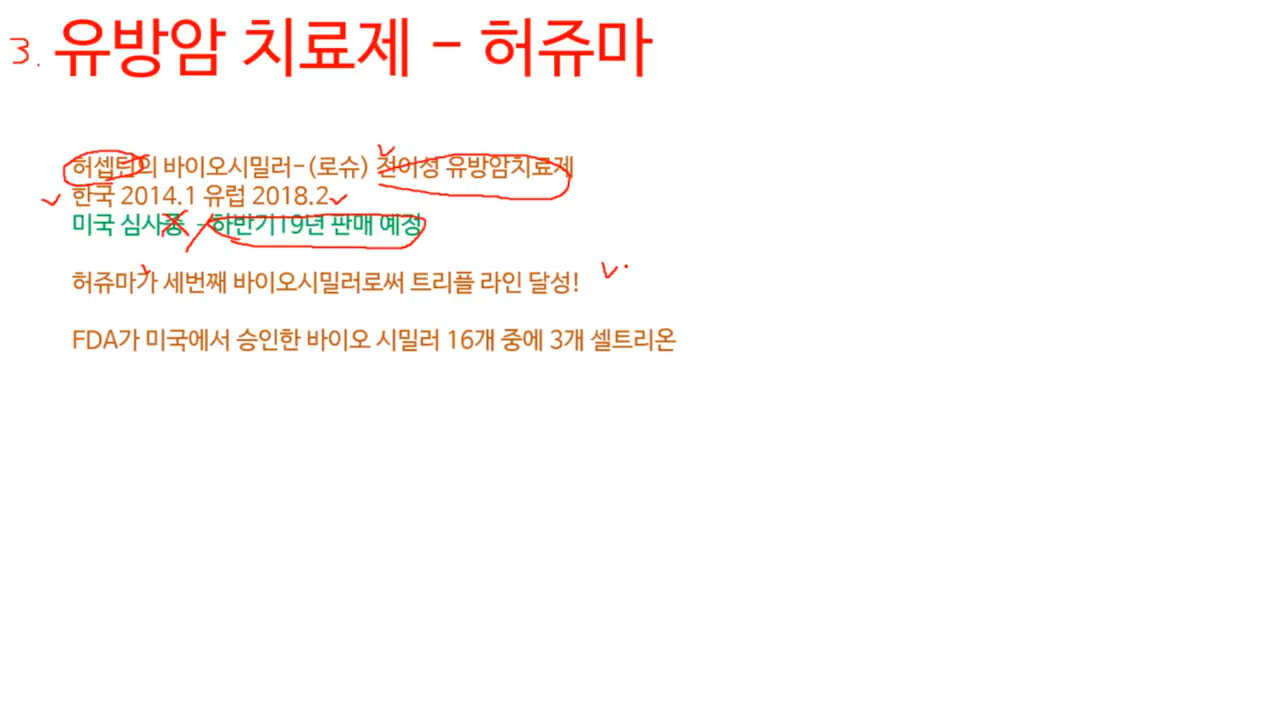 3. 유방암 치료제 - 허쥬마
허셉틴의 바이오시밀러-(로슈) 전이성 유방암치료제
한국 2014.1 유럽 2018.2
미국 심사중 - 하반기19년 판매 예정
허쥬마가 세번째 바이오시밀러로써 트리플 라인 달성!
FDA가 미국에서 승인한 바이오 시밀러 16개 중에 3개 셀트리온